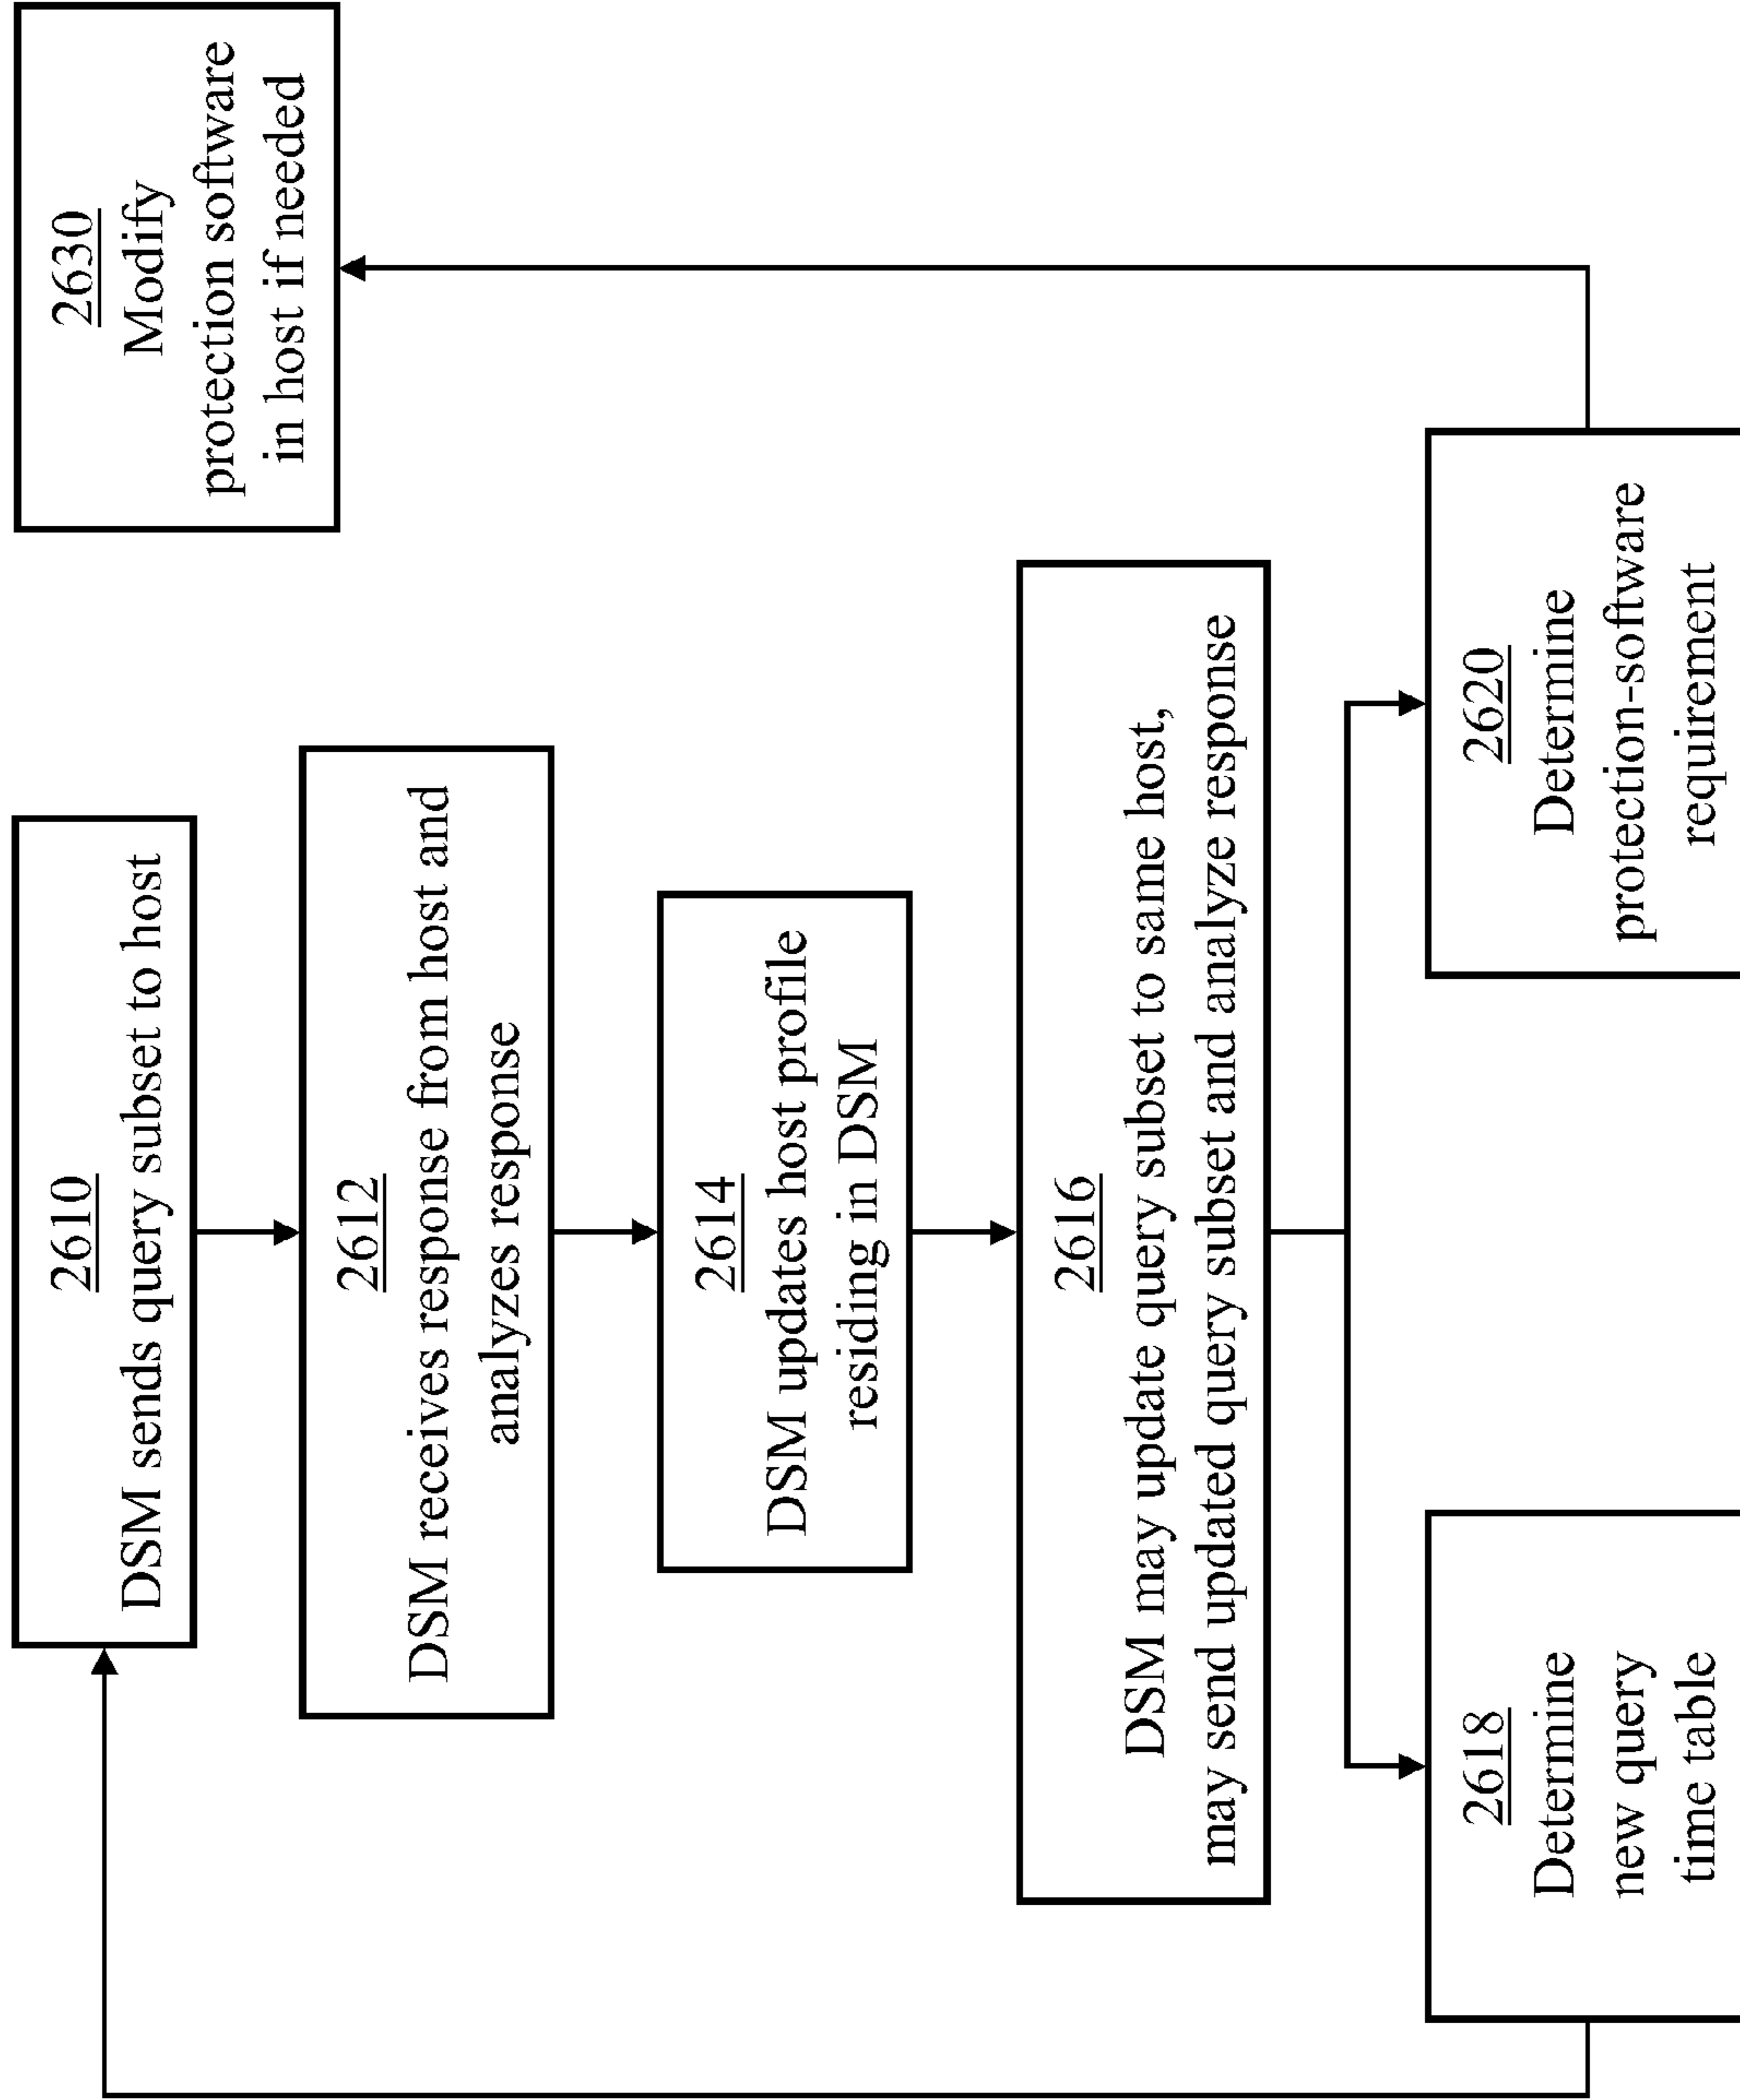 2610
DSM sends query subset to host
2612
DSM receives response from host and
analyzes response
2614
DSM updates host profile
residing in DSM
2616
DSM may update query subset to same host,
may send updated query subset and analyze response
2618
Determine
new query
time table
2620
Determine
protection-software
requirement
2630
Modify
protection software
in host if needed